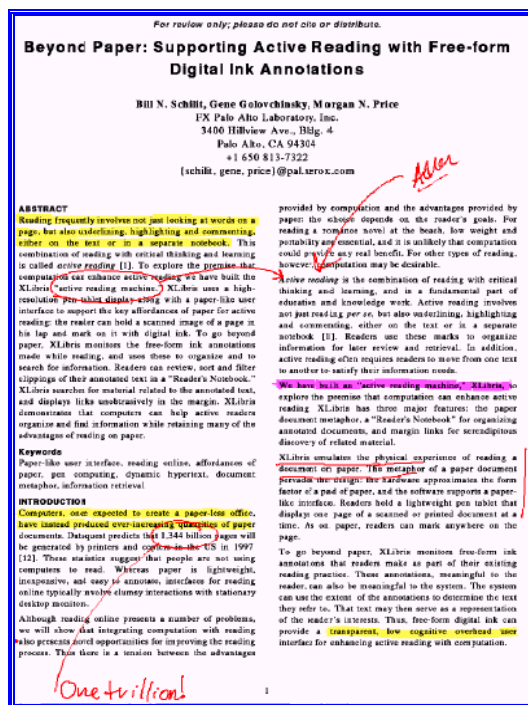 For review only; please do not cite or distribute.
Beyond Paper: Supporting Active Reading with Free-form
Digital Ink Annotations
Bill N. Schilit, Gene Golovchinsky, Morgan N. Price
FX Palo Alto Laboratory, Inc.
3400 Hillview Ave., Bldg. 4
Palo Alto, CA 94304
+1 650 813-7322
{schilit, gene, price}@pal.xerox.com
Adler
ABSTRACT
Reading frequently involves not just looking at words on a
page, but also underlining, highlighting and commenting,
either on the text or in a separate notebook. This
combination of reading with critical thinking and learning
is called active reading [1]. To explore the premise that
computation can enhance active reading we have built the
XLibris "active reading machine." XLibris uses a high-
resolution pen tablet display along with a paper-like user
interface to support the key affordances of paper for active
reading: the reader can hold a scanned image of a page in
his lap and mark on it with digital ink. To go beyond
paper, XLibris monitors the free-form ink annotations
made while reading, and uses these to organize and to
search for information. Readers can review, sort and filter
clippings of their annotated text in a "Reader's Notebook."
XLibris searches for material related to the annotated text,
and displays links unobtrusively in the margin. XLibris
demonstrates that computers can help active readers
organize and find information while retaining many of the
advantages of reading on paper.
Keywords
Paper-like user interface, reading online, affordances of
paper, pen computing, dynamic hypertext, document
metaphor, information retrieval
INTRODUCTION
Computers, once expected to create a paper-less office,
have instead produced ever-increasing quantities of paper
documents. Dataquest predicts that 1,344 billion pages will
be generated by printers and copiers in the US in 1997
[12]. These statistics suggest that people are not using
computers to read. Whereas paper is lightweight,
inexpensive, and easy to annotate, interfaces for reading
online typically involve clumsy interactions with stationary
desktop monitors.
Although reading online presents a number of problems,
we will show that integrating computation with reading
also presents novel opportunities for improving the reading
process. Thus there is a tension between the advantages
One trillion!
provided by computation and the advantages provided by
paper: the choice depends on the reader's goals. For
reading a romance novel at the beach, low weight and
portability are essential, and it is unlikely that computation
could provide any real benefit. For other types of reading,
however, computation may be desirable.
Active reading is the combination of reading with critical
thinking and learning, and is a fundamental part of
education and knowledge work. Active reading involves
not just reading per se, but also underlining, highlighting
and commenting, either on the text or in a separate
notebook [1]. Readers use these marks to organize
information for later review and retrieval. In addition,
active reading often requires readers to move from one text
to another to satisfy their information needs.
We have built an "active reading machine," XLibris, to
explore the premise that computation can enhance active
reading XLibris has three major features: the paper
document metaphor, a "Reader's Notebook" for organizing
annotated documents, and margin links for serendipitous
discovery of related material.
XLibris emulates the physical experience of reading a
document on paper. The metaphor of a paper document
pervades the design: the hardware approximates the form
factor of a pad of paper, and the software supports a paper-
like interface. Readers hold a lightweight pen tablet that
displays one page of a scanned or printed document at a
time. As on paper, readers can mark anywhere on the
page.
To go beyond paper, XLibris monitors free-form ink
annotations that readers make as part of their existing
reading practice. These annotations, meaningful to the
reader, can also be meaningful to the system. The system
can use the extent of the annotations to determine the text
they refer to. That text may then serve as a representation
of the reader's interests. Thus, free-form digital ink can
provide a transparent, low cognitive overhead user
interface for enhancing active reading with computation.
1